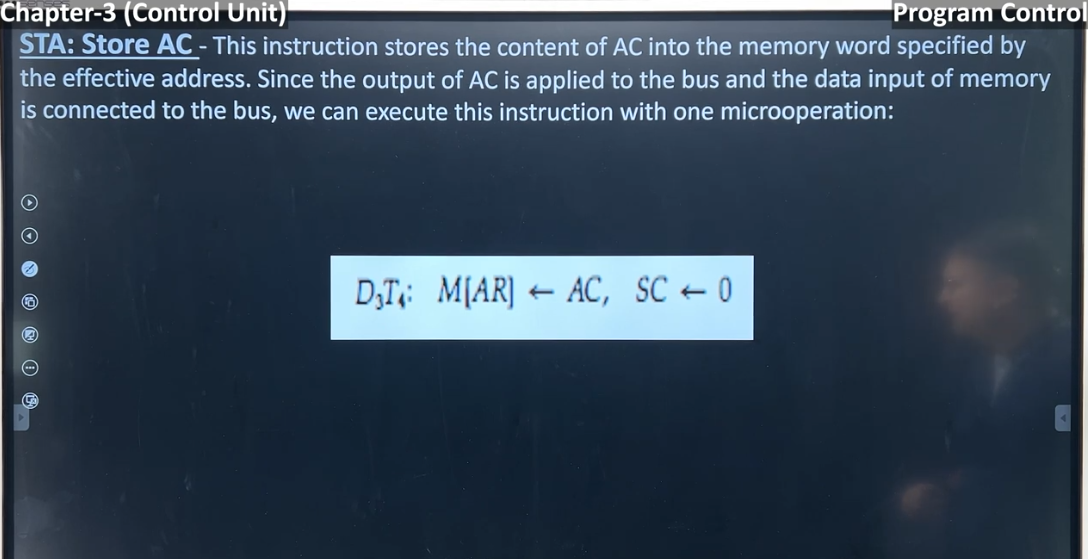 Chapter-3 (Control Unit)
Program Control
STA: Store AC - This instruction stores the content of AC into the memory word specified by
the effective address. Since the output of AC is applied to the bus and the data input of memory
is connected to the bus, we can execute this instruction with one microoperation:
D₃T₄: M[AR] ← AC, SC ← 0